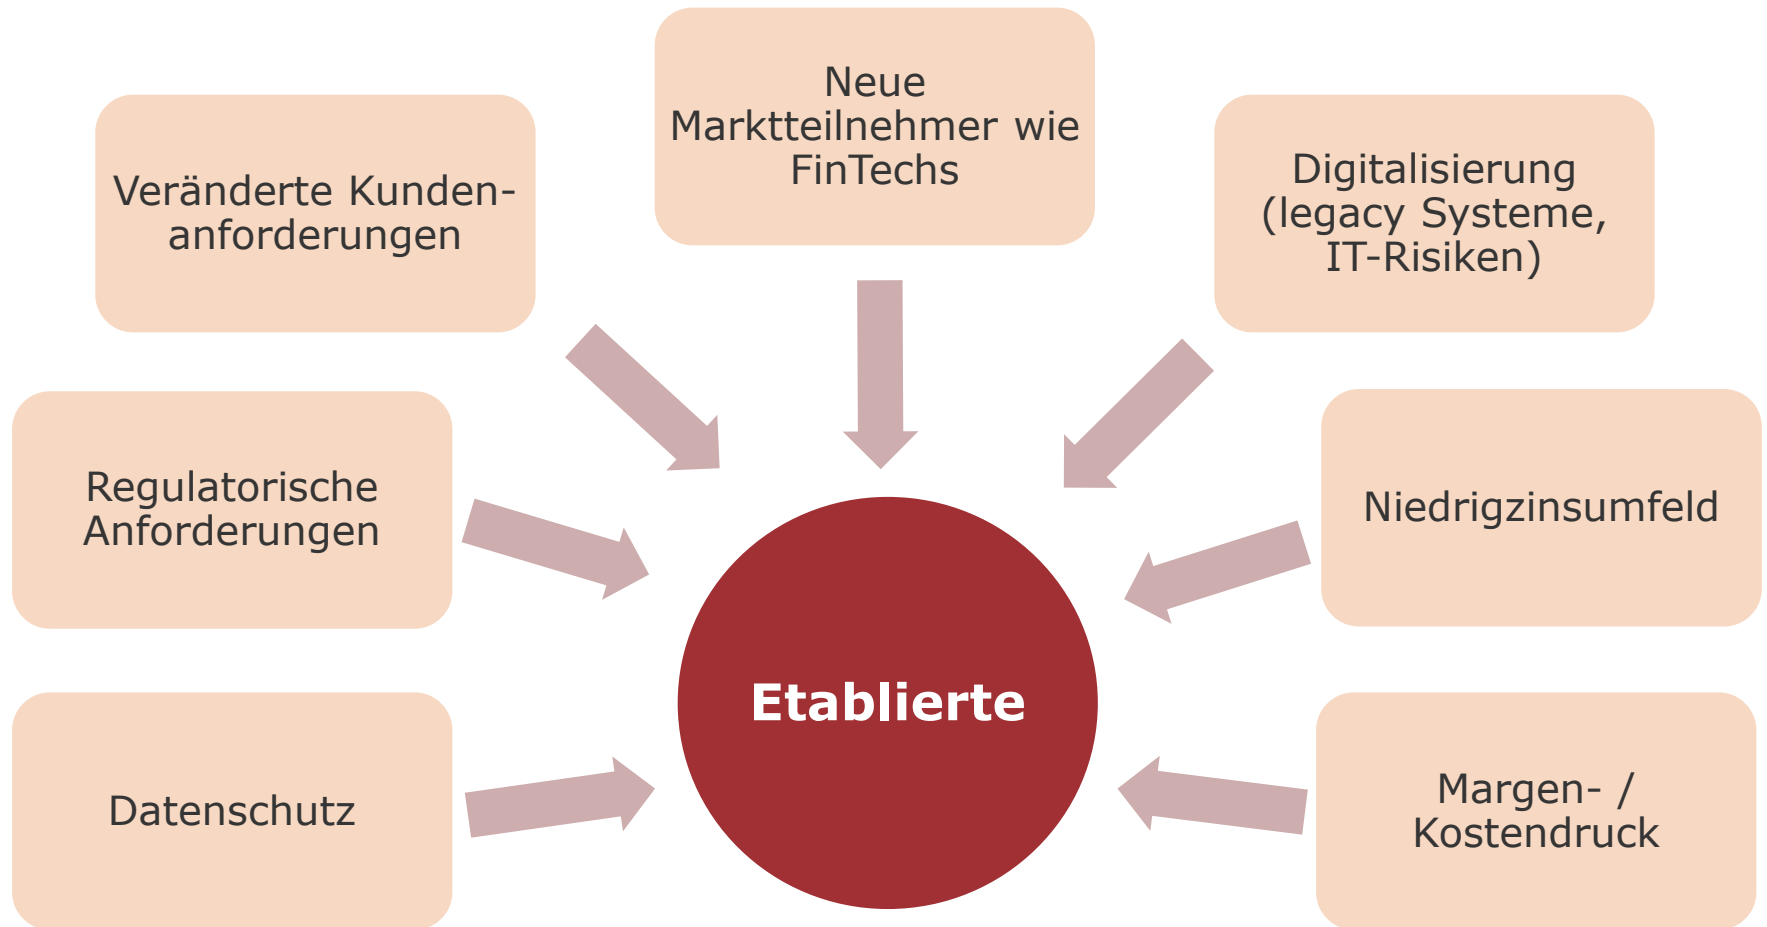 Neue
Marktteilnehmer wie
FinTechs
Veränderte Kunden-
anforderungen
Digitalisierung
(legacy Systeme,
IT-Risiken)
Regulatorische
Anforderungen
Niedrigzinsumfeld
Etablierte
Datenschutz
Margen- /
Kostendruck